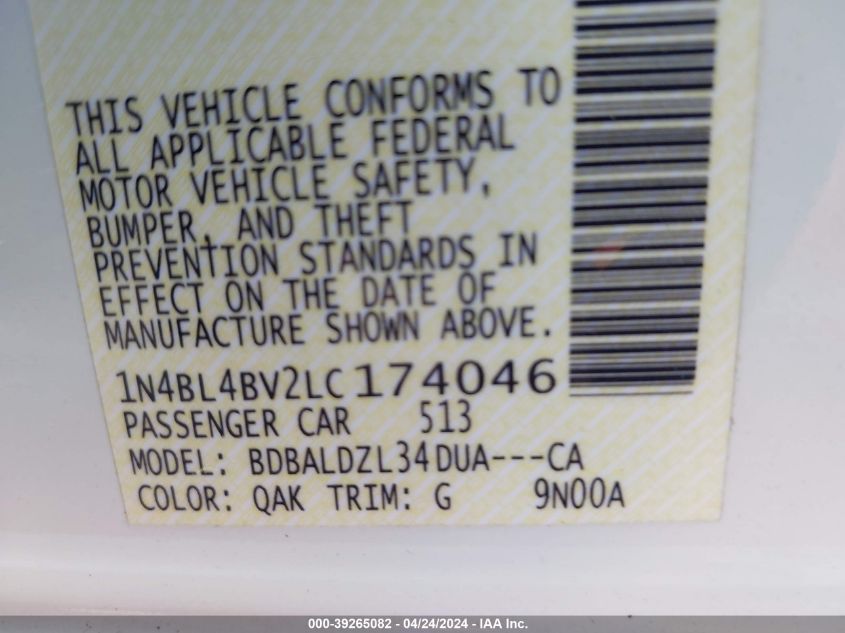 THIS VEHICLE CONFORMS TO
ALL APPLICABLE FEDERAL
MOTOR VEHICLE SAFETY,
BUMPER, AND THEFT
PREVENTION STANDARDS IN
EFFECT ON THE DATE OF
MANUFACTURE SHOWN ABOVE.
1N4BL4BV2LC174046
PASSENGER CAR 513
MODEL: BDBALDZL34DUA---CA
COLOR: QAK TRIM: G 9N00A
000-39265082 - 04/24/2024 - IAA Inc.